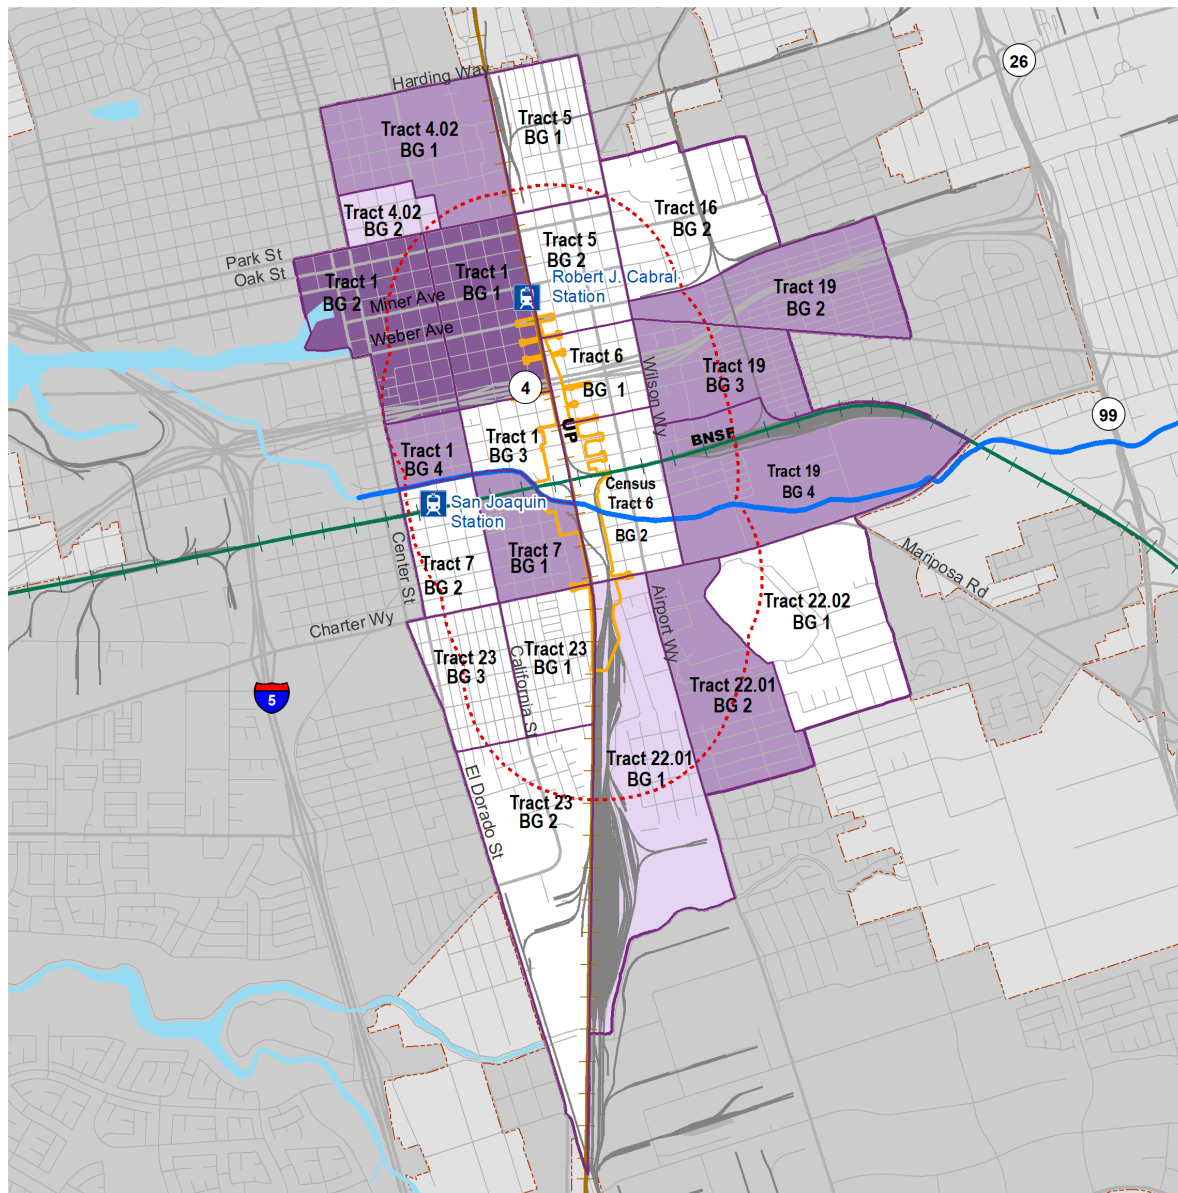 26
Harding Way
Tract 5
BG 1
Tract 4.02
BG 1
Tract 4.02
BG 2
Tract 16
BG 2
Park St
Oak St
Tract 5
BG 2
Tract 1
BG 2
Tract 1
BG 1
Robert J. Cabral
Station
Miner Ave
Weber Ave
Tract 19
BG 2
Tract 6
BG 1
Wilson Wy
Tract 19
BG 3
4
99
UP
BNSF
Tract 1
BG 3
Tract 1
BG 4
Tract 19
BG 4
Census
Tract 6
BG 2
San Joaquin
Station
Center St
Tract 7
BG 2
Tract 7
BG 1
Mariposa Rd
Charter Wy
Airport Wy
Tract 22.02
BG 1
Tract 23
BG 3
California St
Tract 23
BG 1
5
Tract 22.01
BG 2
Tract 22.01
BG 1
El Dorado St
Tract 23
BG 2